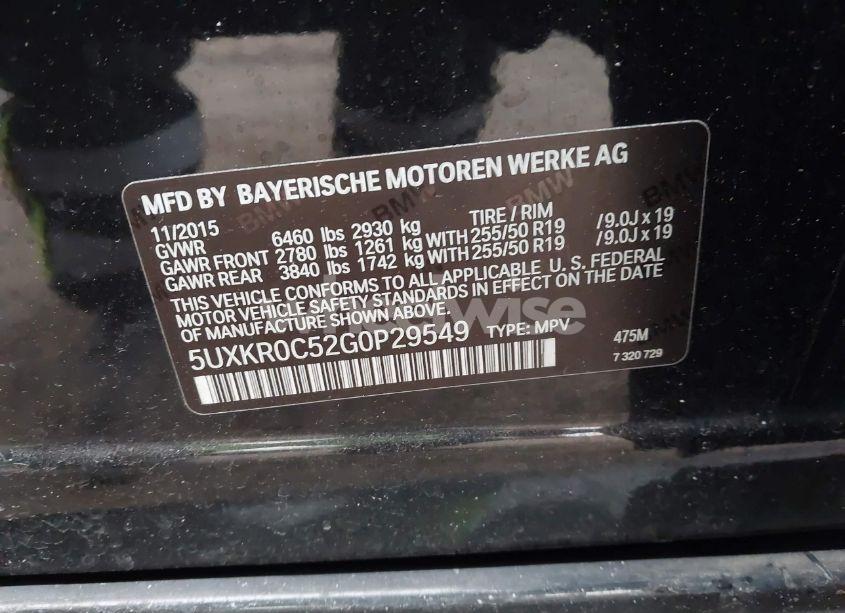 MFD BY BAYERISCHE MOTOREN WERKE AG
11/2015 TIRE / RIM
GVWR 6460 lbs 2930 kg
GAWR FRONT 2780 lbs 1261 kg WITH 255/50 R19 /9.0J x 19
GAWR REAR 3840 lbs 1742 kg WITH 255/50 R19 /9.0J x 19
THIS VEHICLE CONFORMS TO ALL APPLICABLE U. S. FEDERAL
MOTOR VEHICLE SAFETY STANDARDS IN EFFECT ON THE DATE
OF MANUFACTURE SHOWN ABOVE.
5UXKR0C52G0P29549 TYPE: MPV 475M
7 320 729